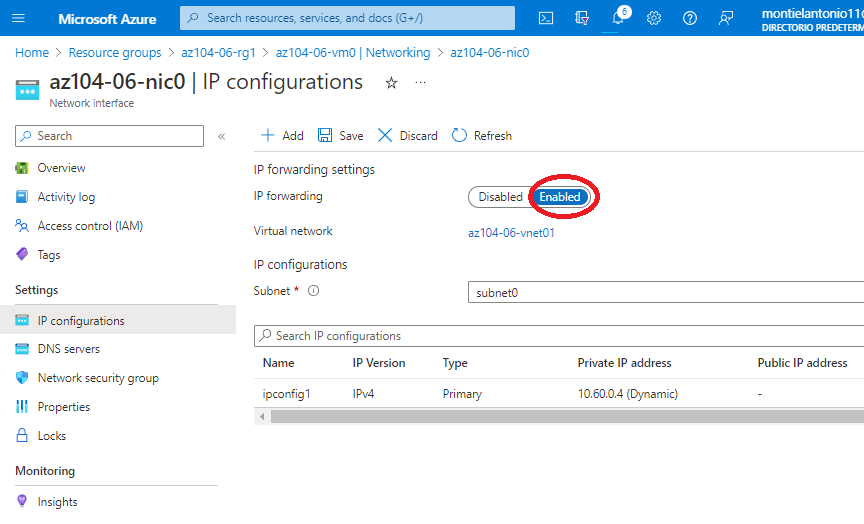 Microsoft Azure
Search resources, services, and docs (G+/)
6
DIRECTORIO PREDETERM
Home > Resource groups > az104-06-rg1 > az104-06-vm0 | Networking > az104-06-nic0
az104-06-nic0 | IP configurations
Network interface
Search
Add Save Discard Refresh
Overview
Activity log
Access control (IAM)
Tags
Settings
IP configurations
DNS servers
Network security group
Properties
Locks
Monitoring
Insights
IP forwarding settings
IP forwarding Disabled Enabled
Virtual network az104-06-vnet01
IP configurations
Subnet * subnet0
Search IP configurations
Name IP Version Type Private IP address Public IP address
ipconfig1 IPv4 Primary 10.60.0.4 (Dynamic) -